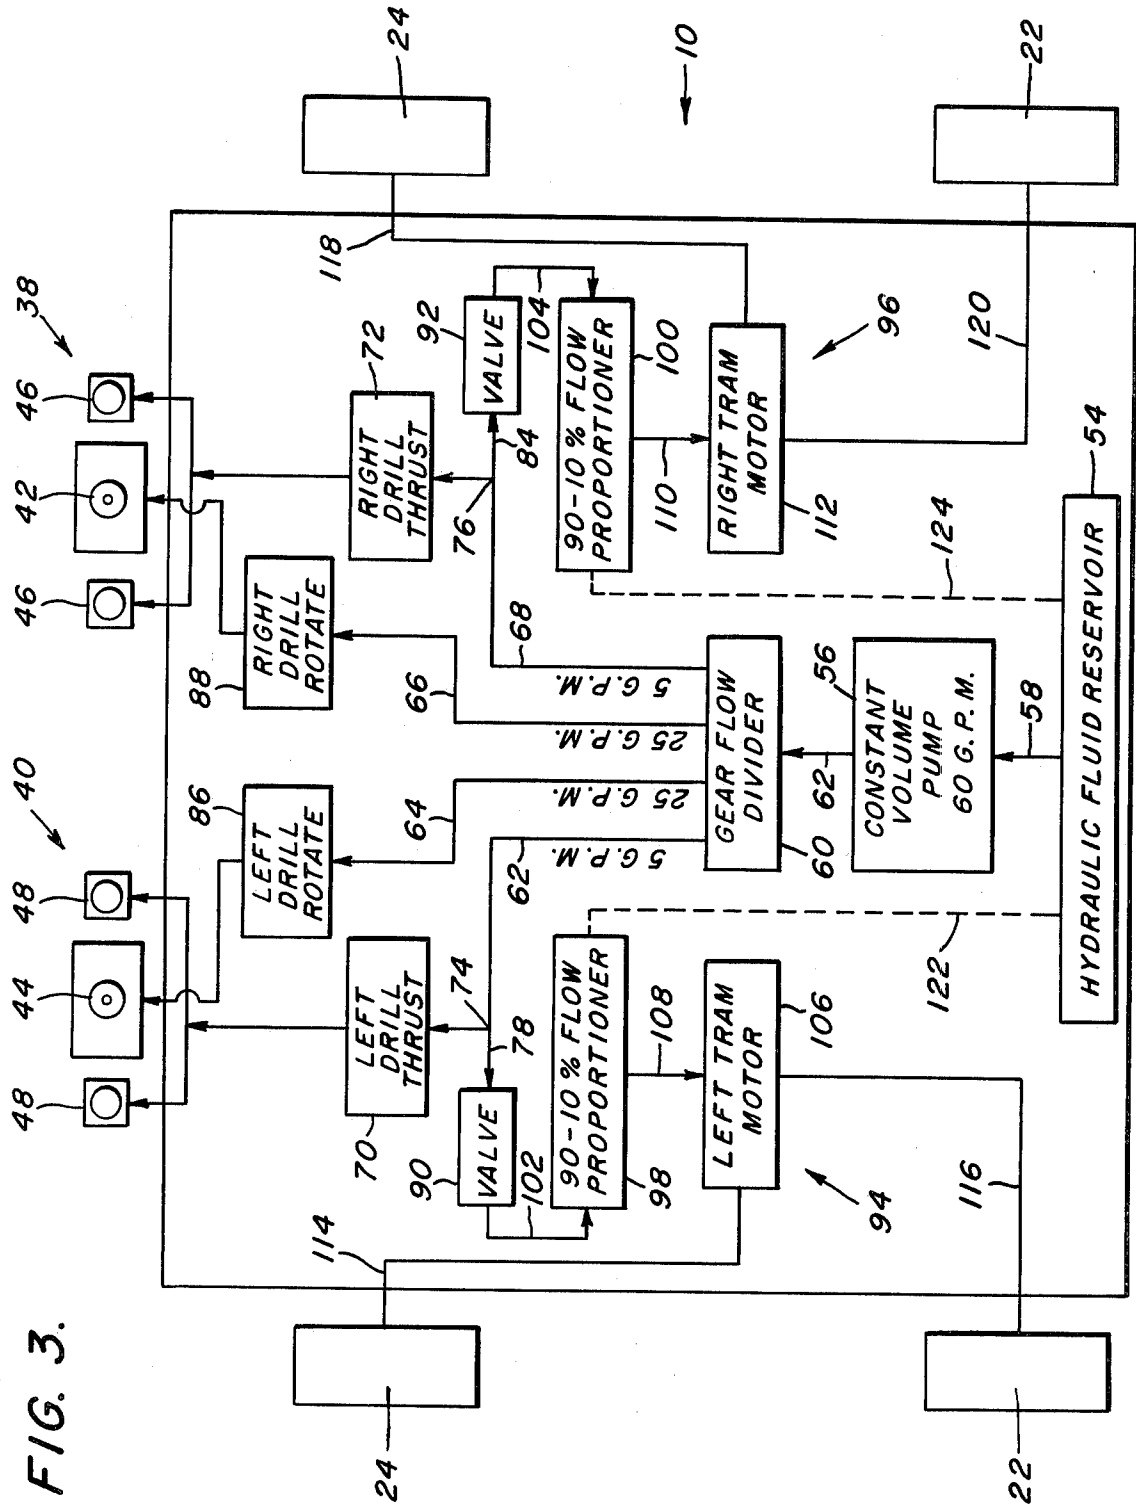 FIG. 3.
40
38
48
44
48
46
42
46
24
24
114
118
86
LEFT
DRILL
ROTATE
88
RIGHT
DRILL
ROTATE
70
LEFT
DRILL
THRUST
72
RIGHT
DRILL
THRUST
64
66
74
76
78
84
62
68
90
VALVE
92
VALVE
102
104
5 G.P.M.
25 G.P.M.
25 G.P.M.
5 G.P.M.
90-10% FLOW
PROPORTIONER
98
90-10% FLOW
PROPORTIONER
100
108
110
10
LEFT TRAM
MOTOR
106
GEAR FLOW
DIVIDER
60
RIGHT TRAM
MOTOR
112
94
96
62
56
CONSTANT
VOLUME
PUMP
60 G.P.M.
58
116
122
124
120
22
22
54
HYDRAULIC FLUID RESERVOIR